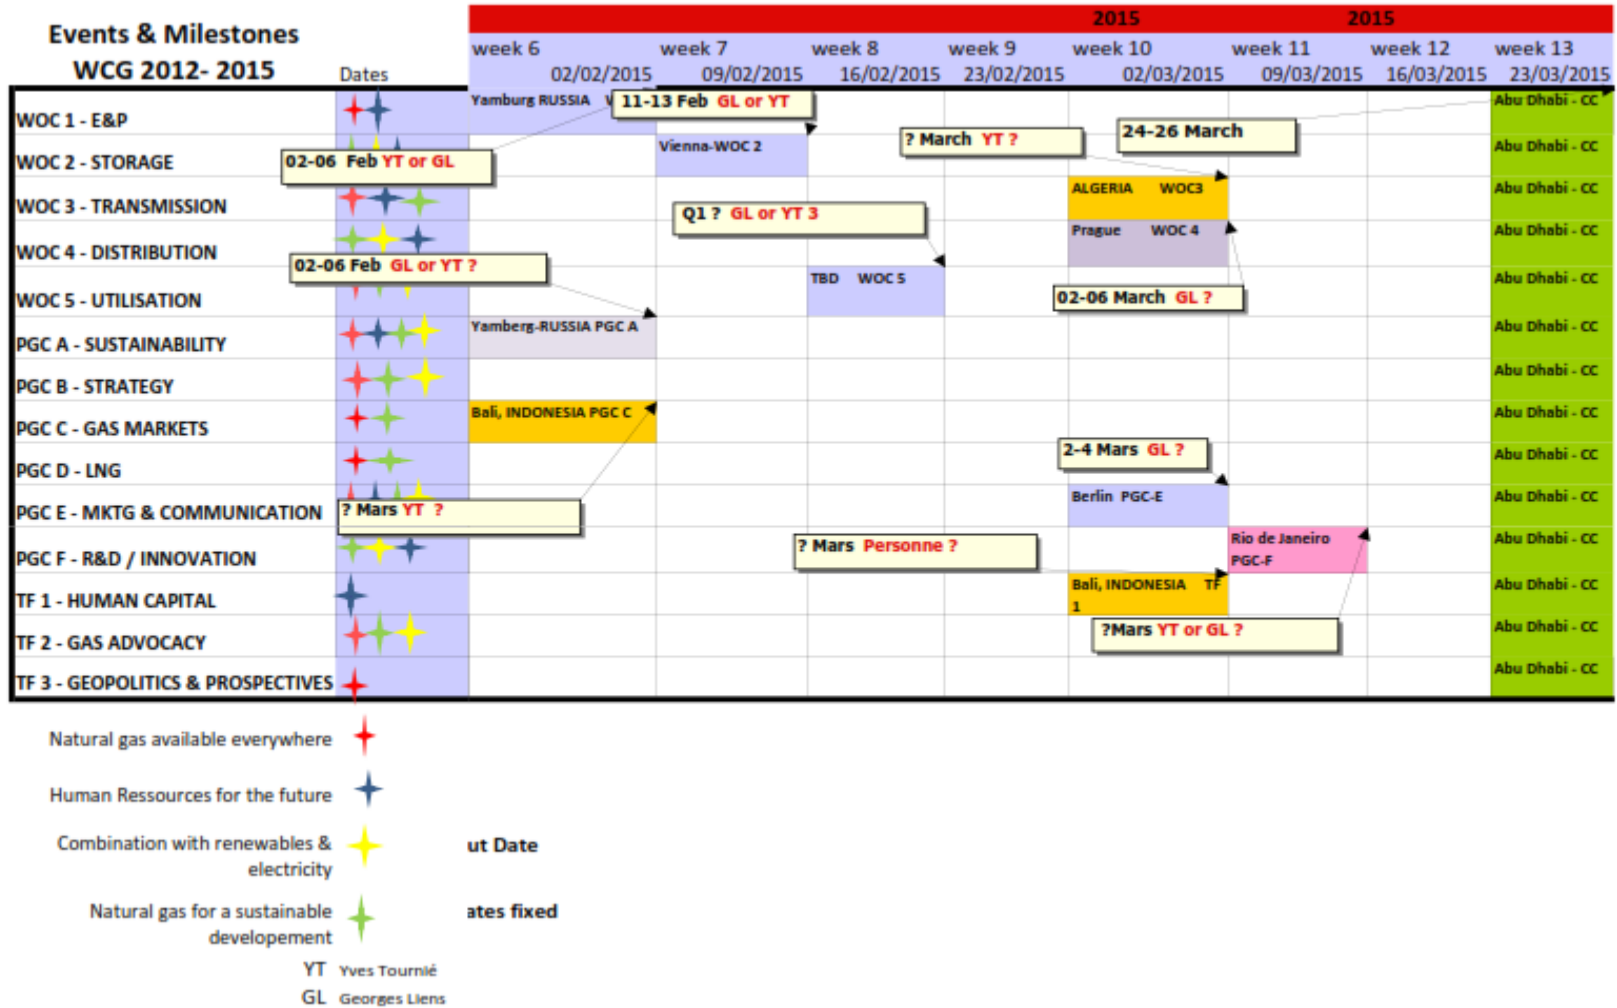 2015 2015
Events & Milestones
WCG 2012- 2015
Dates
week 6 week 7 week 8 week 9 week 10 week 11 week 12 week 13
02/02/2015 09/02/2015 16/02/2015 23/02/2015 02/03/2015 09/03/2015 16/03/2015 23/03/2015
WOC 1 - E&P
Yamburg RUSSIA
11-13 Feb GL or YT
24-26 March
Abu Dhabi - CC
WOC 2 - STORAGE
02-06 Feb YT or GL
Vienna-WOC 2
? March YT ?
Abu Dhabi - CC
WOC 3 - TRANSMISSION
Q1 ? GL or YT 3
ALGERIA WOC3
Abu Dhabi - CC
WOC 4 - DISTRIBUTION
Prague WOC 4
Abu Dhabi - CC
02-06 Feb GL or YT ?
WOC 5 - UTILISATION
TBD WOC 5
02-06 March GL ?
Abu Dhabi - CC
PGC A - SUSTAINABILITY
Yamberg-RUSSIA PGC A
Abu Dhabi - CC
PGC B - STRATEGY
Abu Dhabi - CC
PGC C - GAS MARKETS
Bali, INDONESIA PGC C
Abu Dhabi - CC
PGC D - LNG
2-4 Mars GL ?
Abu Dhabi - CC
PGC E - MKTG & COMMUNICATION
? Mars YT ?
Berlin PGC-E
Abu Dhabi - CC
PGC F - R&D / INNOVATION
? Mars Personne ?
Rio de Janeiro
PGC-F
Abu Dhabi - CC
TF 1 - HUMAN CAPITAL
Bali, INDONESIA TF
1
Abu Dhabi - CC
TF 2 - GAS ADVOCACY
?Mars YT or GL ?
Abu Dhabi - CC
TF 3 - GEOPOLITICS & PROSPECTIVES
Abu Dhabi - CC
Natural gas available everywhere
Human Ressources for the future
Combination with renewables &
electricity
ut Date
Natural gas for a sustainable
developement
ates fixed
YT Yves Tournié
GL Georges Liens